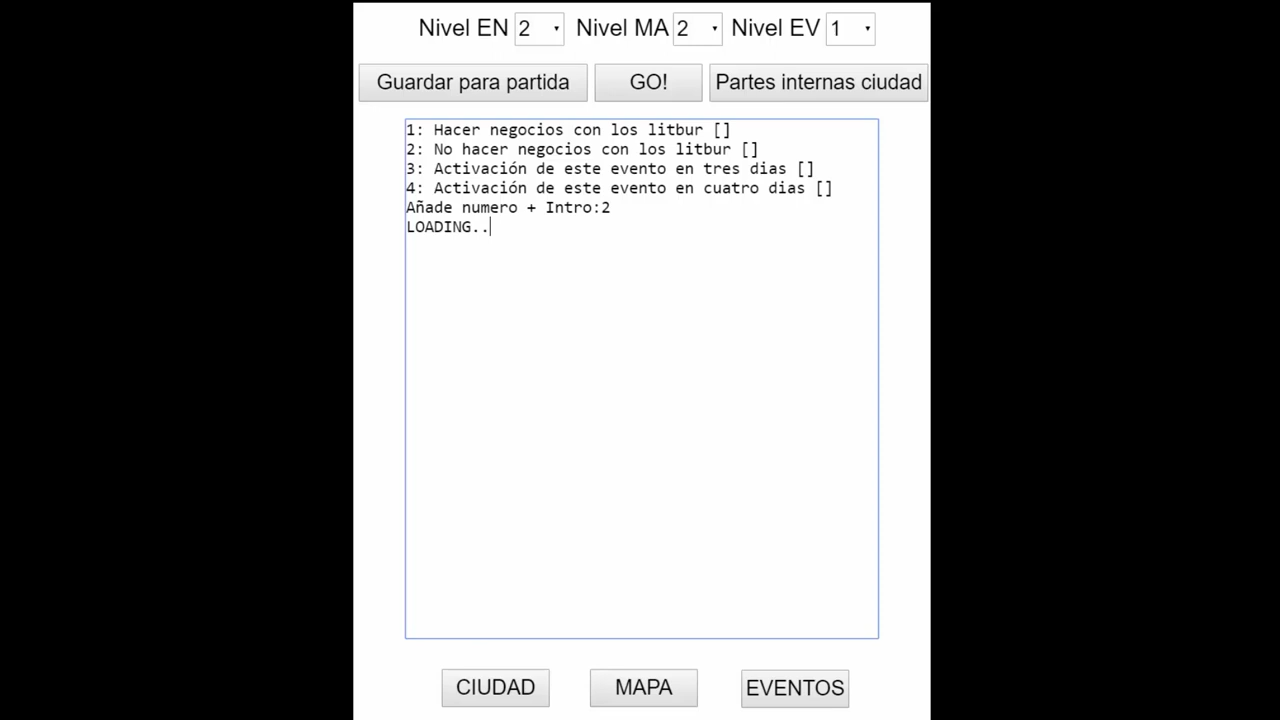 Nivel EN 2 Nivel MA 2 Nivel EV 1
Guardar para partida GO! Partes internas ciudad
1: Hacer negocios con los litbur []
2: No hacer negocios con los litbur []
3: Activación de este evento en tres dias []
4: Activación de este evento en cuatro dias []
Añade numero + Intro:2
LOADING..
CIUDAD MAPA EVENTOS